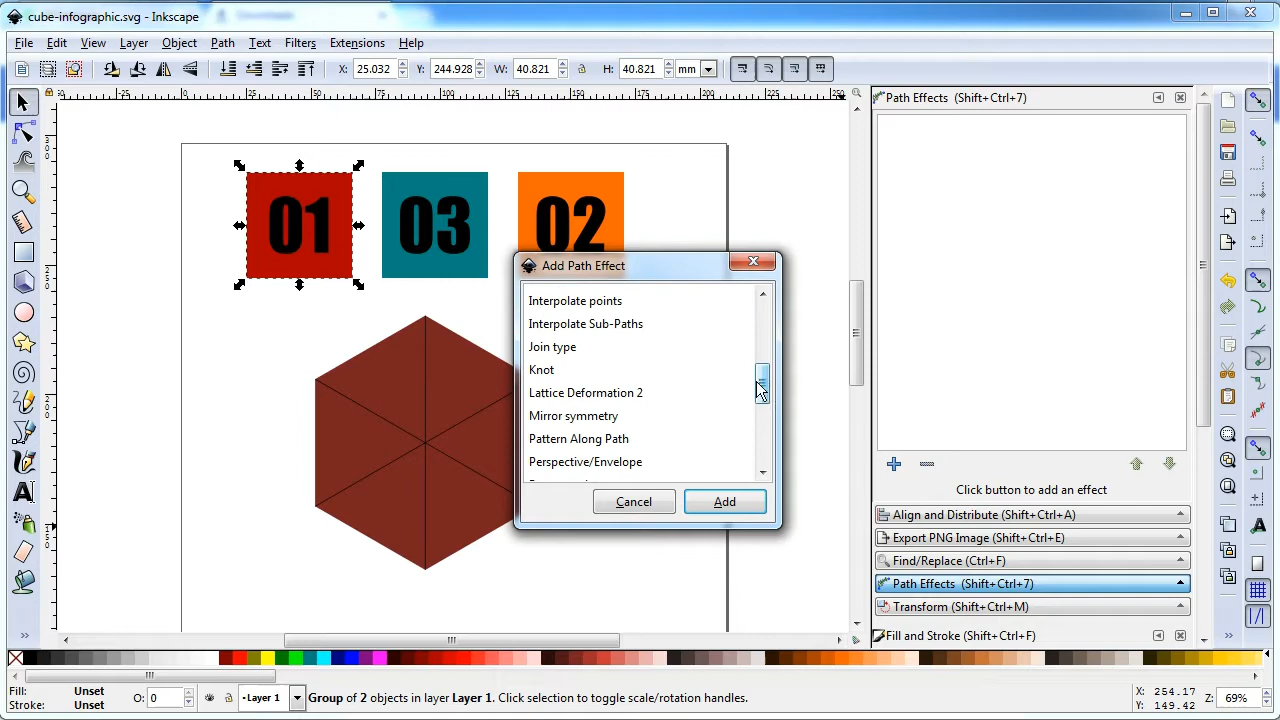 cube-infographic.svg - Inkscape
File Edit View Layer Object Path Text Filters Extensions Help
X: 25.032 Y: 244.928 W: 40.821 H: 40.821 mm
Path Effects (Shift+Ctrl+7)
01 03 02
Add Path Effect
Interpolate points
Interpolate Sub-Paths
Join type
Knot
Lattice Deformation 2
Mirror symmetry
Pattern Along Path
Perspective/Envelope
Cancel Add
Click button to add an effect
Align and Distribute (Shift+Ctrl+A)
Export PNG Image (Shift+Ctrl+E)
Find/Replace (Ctrl+F)
Path Effects (Shift+Ctrl+7)
Transform (Shift+Ctrl+M)
Fill and Stroke (Shift+Ctrl+F)
Fill: Unset
Stroke: Unset
O: 0
Layer 1
Group of 2 objects in layer Layer 1. Click selection to toggle scale/rotation handles.
X: 254.17
Y: 149.42
Z: 69%